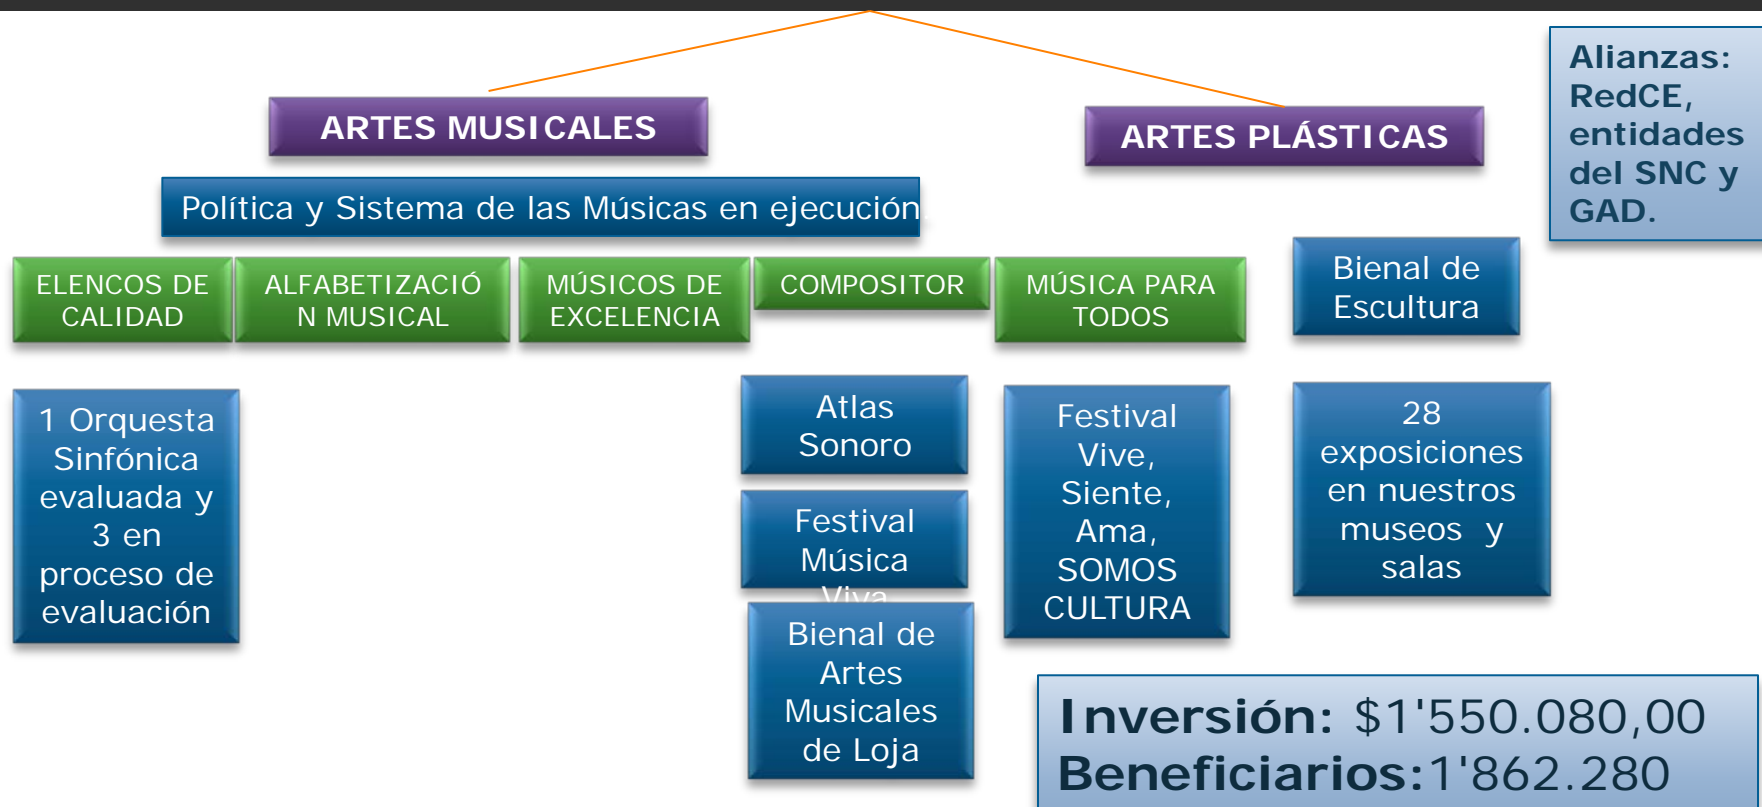 ARTES MUSICALES
Política y Sistema de las Músicas en ejecución.
ELENCOS DE
CALIDAD
ALFABETIZACIÓ
N MUSICAL
MÚSICOS DE
EXCELENCIA
COMPOSITOR
MÚSICA PARA
TODOS
1 Orquesta
Sinfónica
evaluada y
3 en
proceso de
evaluación
Atlas
Sonoro
Festival
Música
Viva
Bienal de
Artes
Musicales
de Loja
Festival
Vive,
Siente,
Ama,
SOMOS
CULTURA
ARTES PLÁSTICAS
Bienal de
Escultura
28
exposiciones
en nuestros
museos y
salas
Alianzas:
RedCE,
entidades
del SNC y
GAD.
Inversión: $1'550.080,00
Beneficiarios:1'862.280